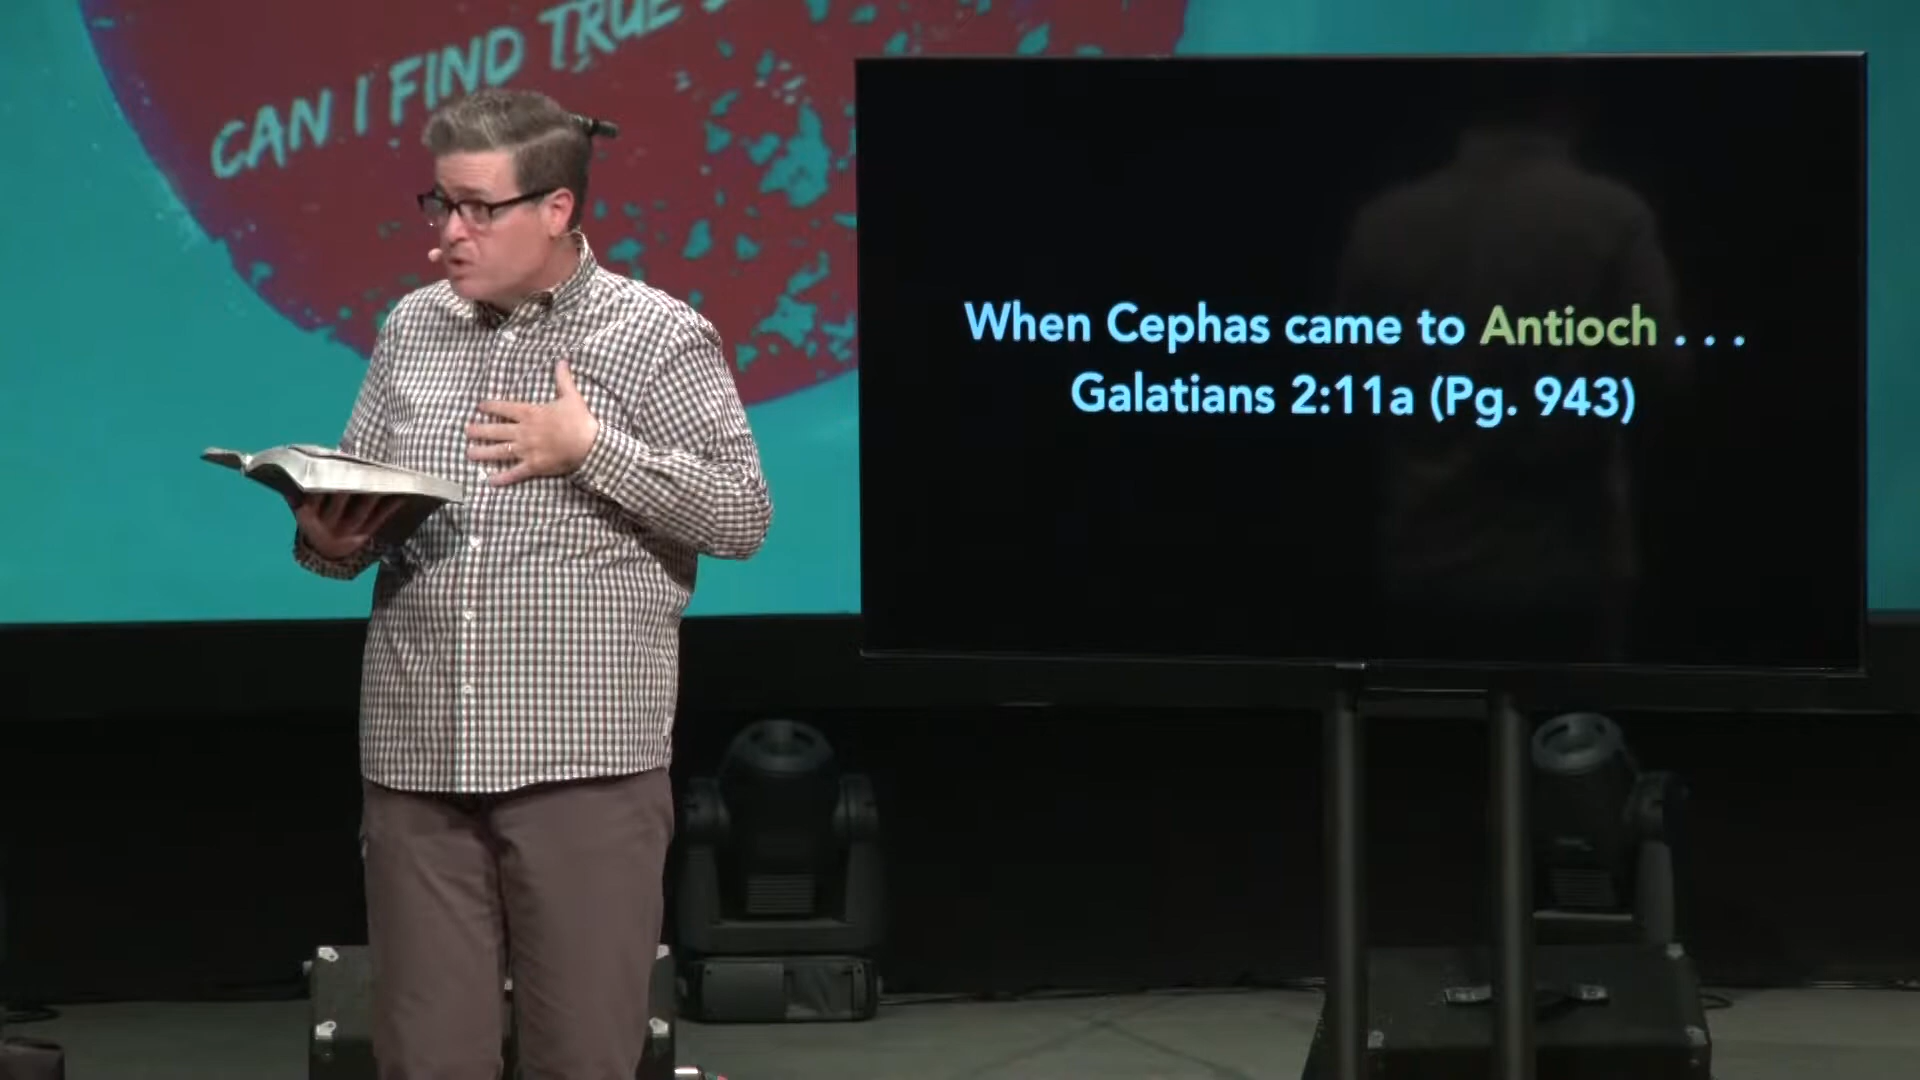 CAN I FIND TRUE
When Cephas came to Antioch . . .
Galatians 2:11a (Pg. 943)